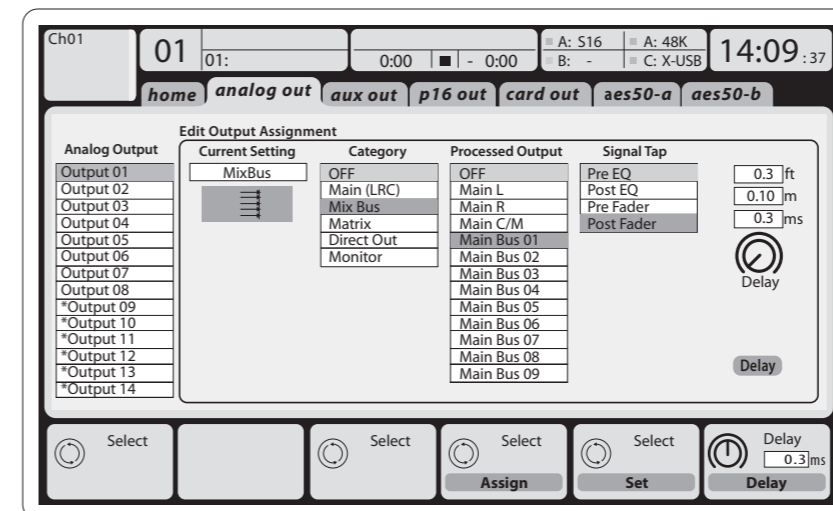 Ch01
01
01:
0:00 - 0:00
A: S16
B: -
A: 48K
C: X-USB
14:09 :37
home
analog out
aux out
p16 out
card out
aes50-a
aes50-b
Edit Output Assignment
Analog Output
Output 01
Output 02
Output 03
Output 04
Output 05
Output 06
Output 07
Output 08
*Output 09
*Output 10
*Output 11
*Output 12
*Output 13
*Output 14
Current Setting
MixBus
Category
OFF
Main (LRC)
Mix Bus
Matrix
Direct Out
Monitor
Processed Output
OFF
Main L
Main R
Main C/M
Main Bus 01
Main Bus 02
Main Bus 03
Main Bus 04
Main Bus 05
Main Bus 06
Main Bus 07
Main Bus 08
Main Bus 09
Signal Tap
Pre EQ
Post EQ
Pre Fader
Post Fader
0.3 ft
0.10 m
0.3 ms
Delay
Delay
Select
Select
Select
Assign
Select
Set
Delay
0.3 ms
Delay